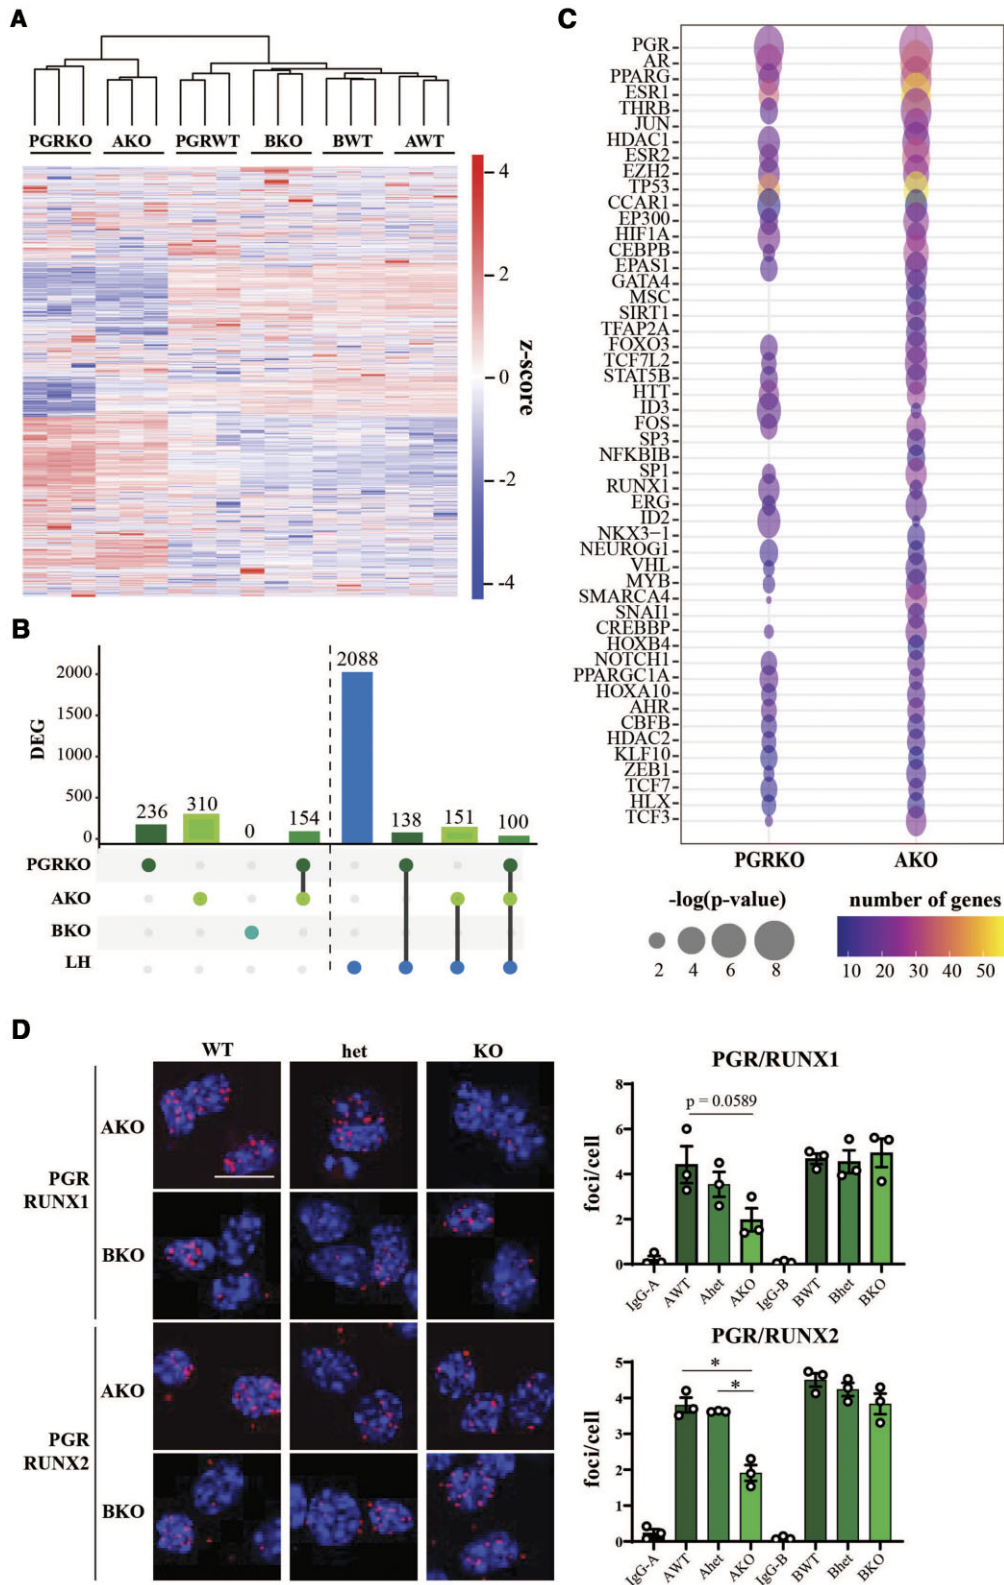 A
PGRKO AKO PGRWT BKO BWT AWT
4
2
0
-2
-4
z-score
B
DEG
2000
1500
1000
500
0
236 310 0 154 2088 138 151 100
PGRKO
AKO
BKO
LH
C
PGR
AR
PPARG
ESR1
THRB
JUN
HDAC1
ESR2
EZH2
TP53
CCAR1
EP300
HIF1A
CEBPB
EPAS1
GATA4
MSC
SIRT1
TFAP2A
FOXO3
TCF7L2
STAT5B
HTT
ID3
FOS
SP3
NFKBIB
SP1
RUNX1
ERG
ID2
NKX3−1
NEUROG1
VHL
MYB
SMARCA4
SNAI1
CREBBP
HOXB4
NOTCH1
PPARGC1A
HOXA10
AHR
CBFB
HDAC2
KLF10
ZEB1
TCF7
HLX
TCF3
PGRKO AKO
-log(p-value)
2 4 6 8
number of genes
10 20 30 40 50
D
WT het KO
PGR
RUNX1
AKO
BKO
PGR
RUNX2
AKO
BKO
PGR/RUNX1
foci/cell
8
6
4
2
0
p = 0.0589
IgG-A AWT Ahet AKO IgG-B BWT Bhet BKO
PGR/RUNX2
foci/cell
5
4
3
2
1
0
*
*
IgG-A AWT Ahet AKO IgG-B BWT Bhet BKO